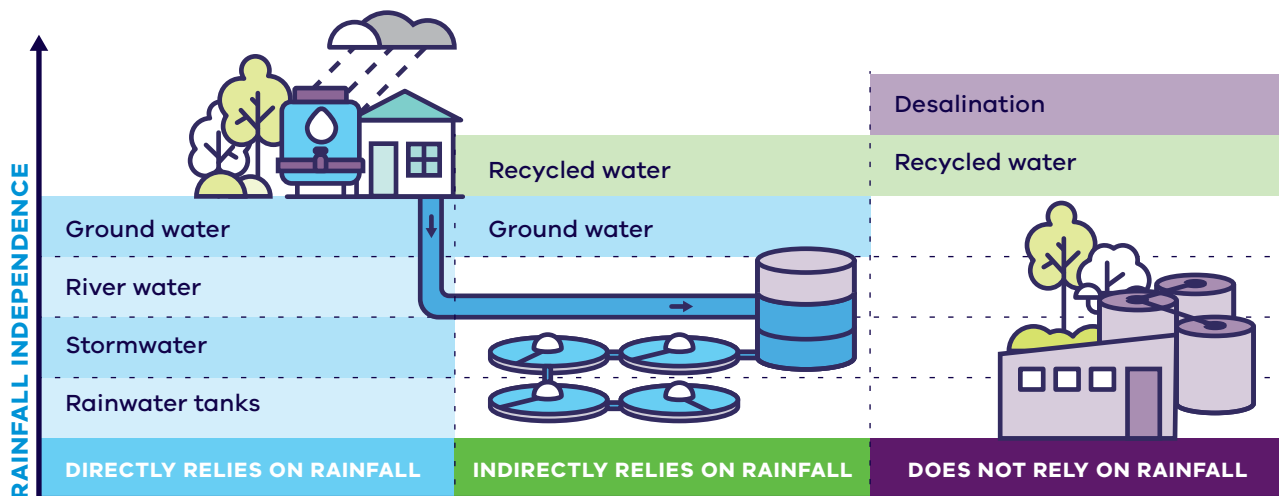 RAINFALL INDEPENDENCE
Desalination
Recycled water
Recycled water
Ground water
Ground water
River water
Stormwater
Rainwater tanks
DIRECTLY RELIES ON RAINFALL
INDIRECTLY RELIES ON RAINFALL
DOES NOT RELY ON RAINFALL